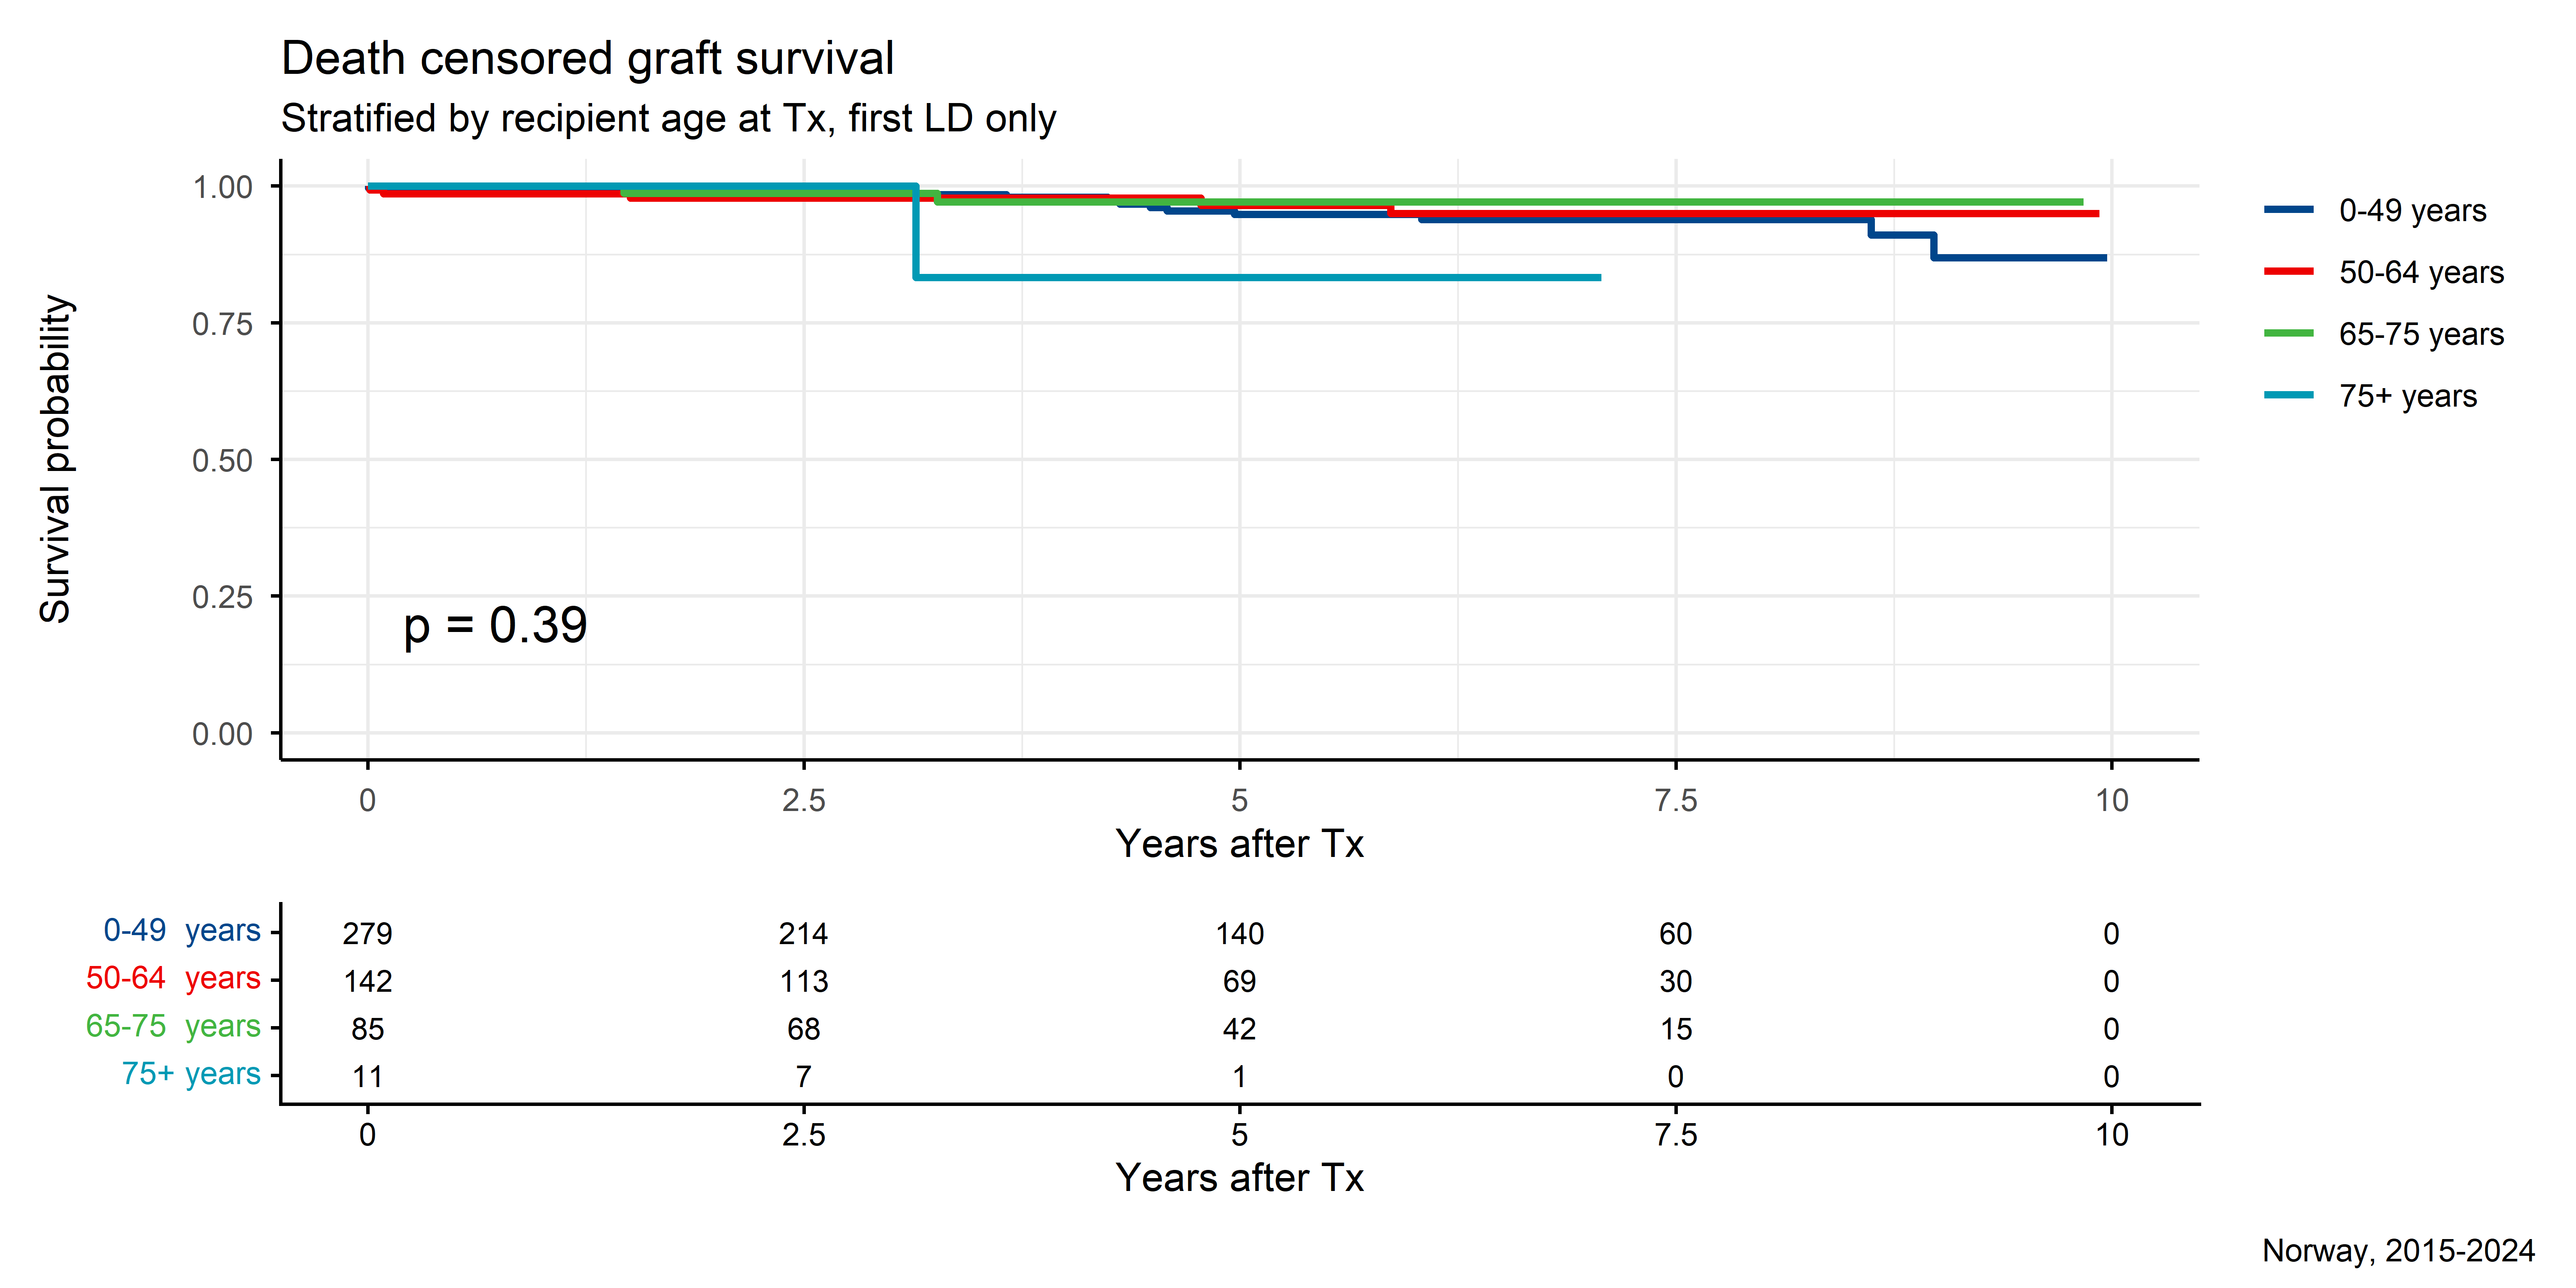 Death censored graft survival
Stratified by recipient age at Tx, first LD only
Survival probability
1.00
0.75
0.50
0.25
0.00
p = 0.39
0 2.5 5 7.5 10
Years after Tx
0-49 years
50-64 years
65-75 years
75+ years
0-49 years 279 214 140 60 0
50-64 years 142 113 69 30 0
65-75 years 85 68 42 15 0
75+ years 11 7 1 0 0
0 2.5 5 7.5 10
Years after Tx
Norway, 2015-2024